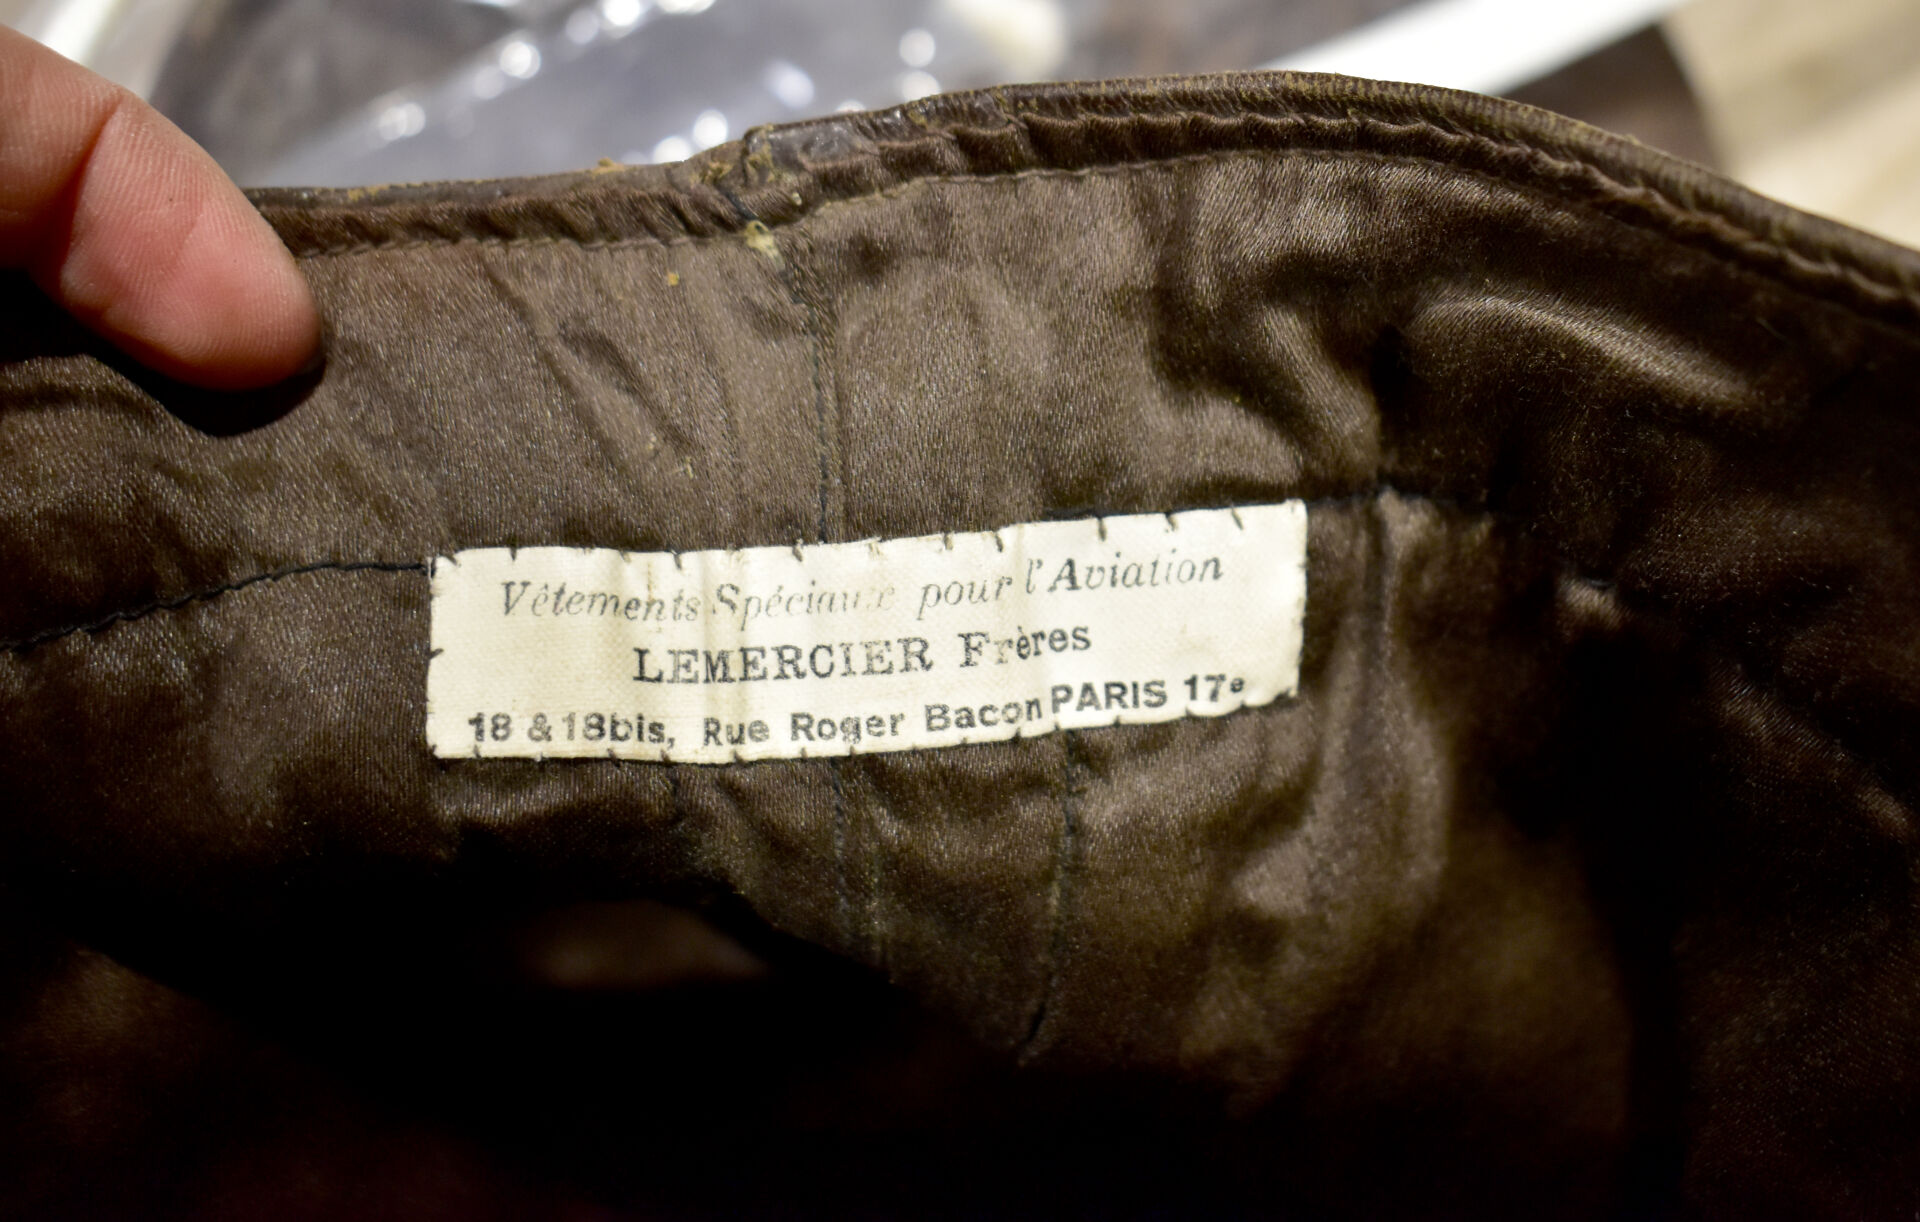 Vêtements Spéciaux pour l'Aviation
LEMERCIER Frères
18 & 18bis, Rue Roger Bacon PARIS 17e